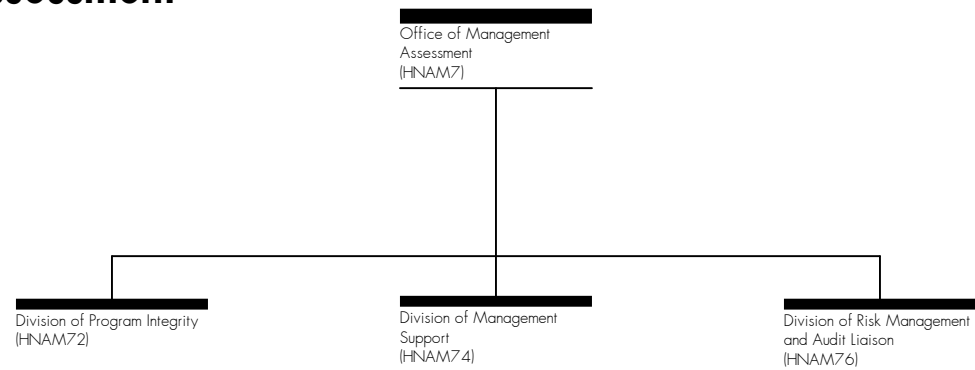 Office of Management
Assessment
(HNAM7)
Division of Program Integrity
(HNAM72)
Division of Management
Support
(HNAM74)
Division of Risk Management
and Audit Liaison
(HNAM76)